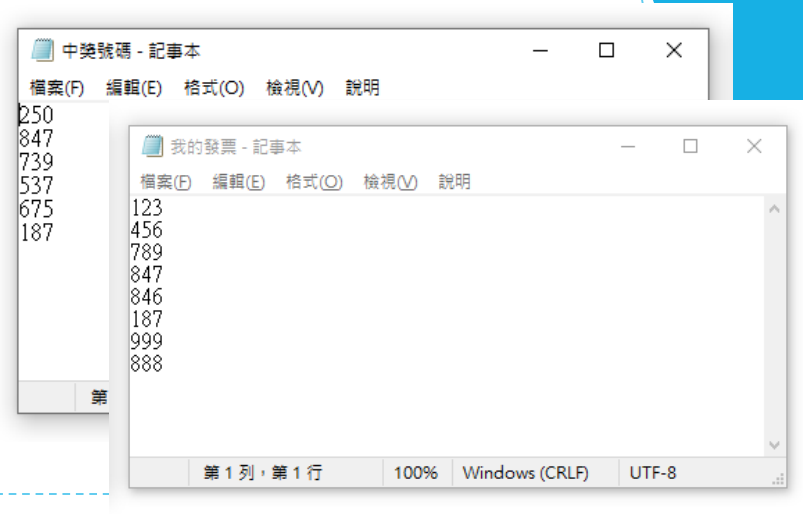 中獎號碼 - 記事本
檔案(F) 編輯(E) 格式(O) 檢視(V) 說明
250
847
739
537
675
187
第
我的發票 - 記事本
檔案(F) 編輯(E) 格式(O) 檢視(V) 說明
123
456
789
847
846
187
999
888
第 1 列，第 1 行 100% Windows (CRLF) UTF-8